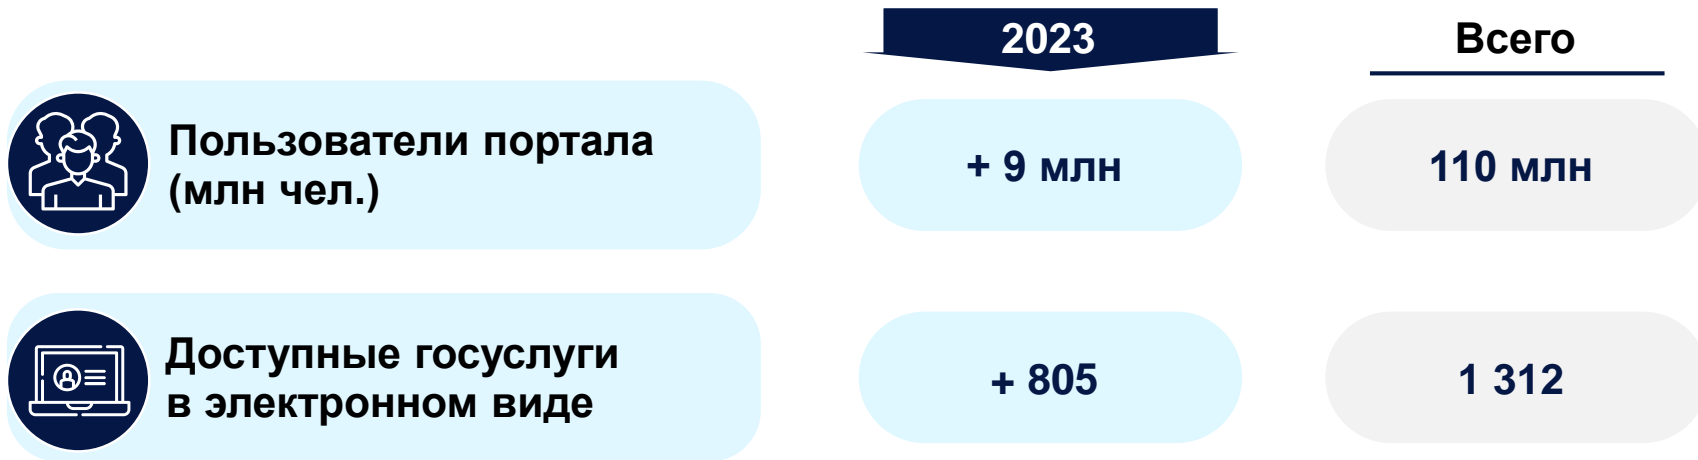 2023
Всего
Пользователи портала
(млн чел.)
+ 9 млн
110 млн
Доступные госуслуги
в электронном виде
+ 805
1 312